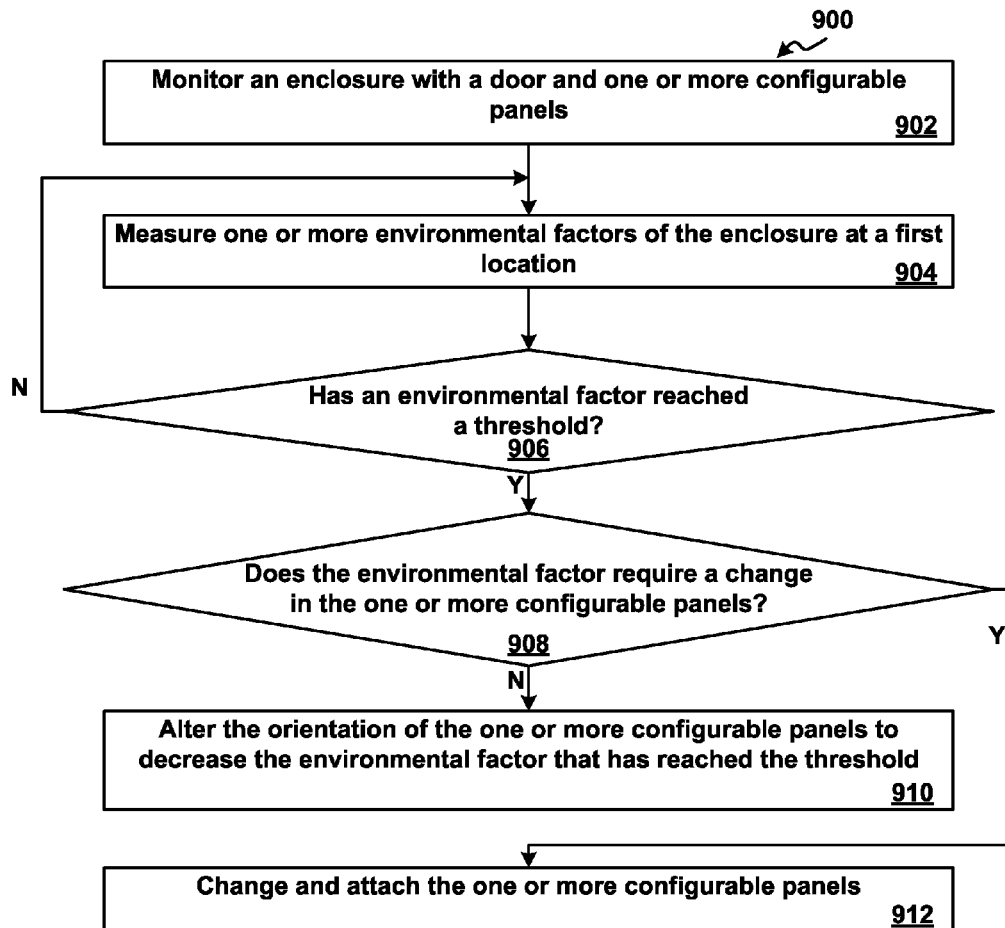 900
Monitor an enclosure with a door and one or more configurable
panels
902
Measure one or more environmental factors of the enclosure at a first
location
904
N
Has an environmental factor reached
a threshold?
906
Y
Does the environmental factor require a change
in the one or more configurable panels?
908
Y
N
Alter the orientation of the one or more configurable panels to
decrease the environmental factor that has reached the threshold
910
Change and attach the one or more configurable panels
912